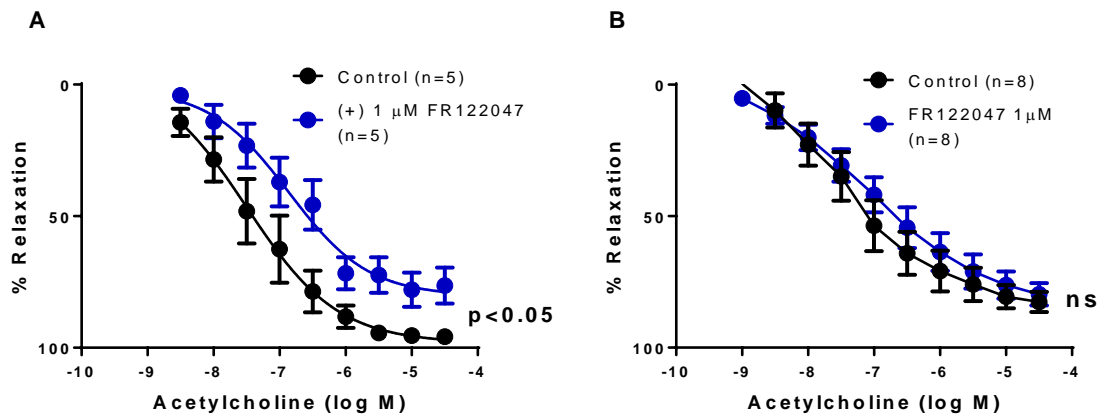 A
Control (n=5)
(+) 1 µM FR122047
(n=5)
0
50
100
% Relaxation
p<0.05
-10
-9
-8
-7
-6
-5
-4
Acetylcholine (log M)
B
Control (n=8)
FR122047 1µM
(n=8)
0
50
100
% Relaxation
ns
-10
-9
-8
-7
-6
-5
-4
Acetylcholine (log M)